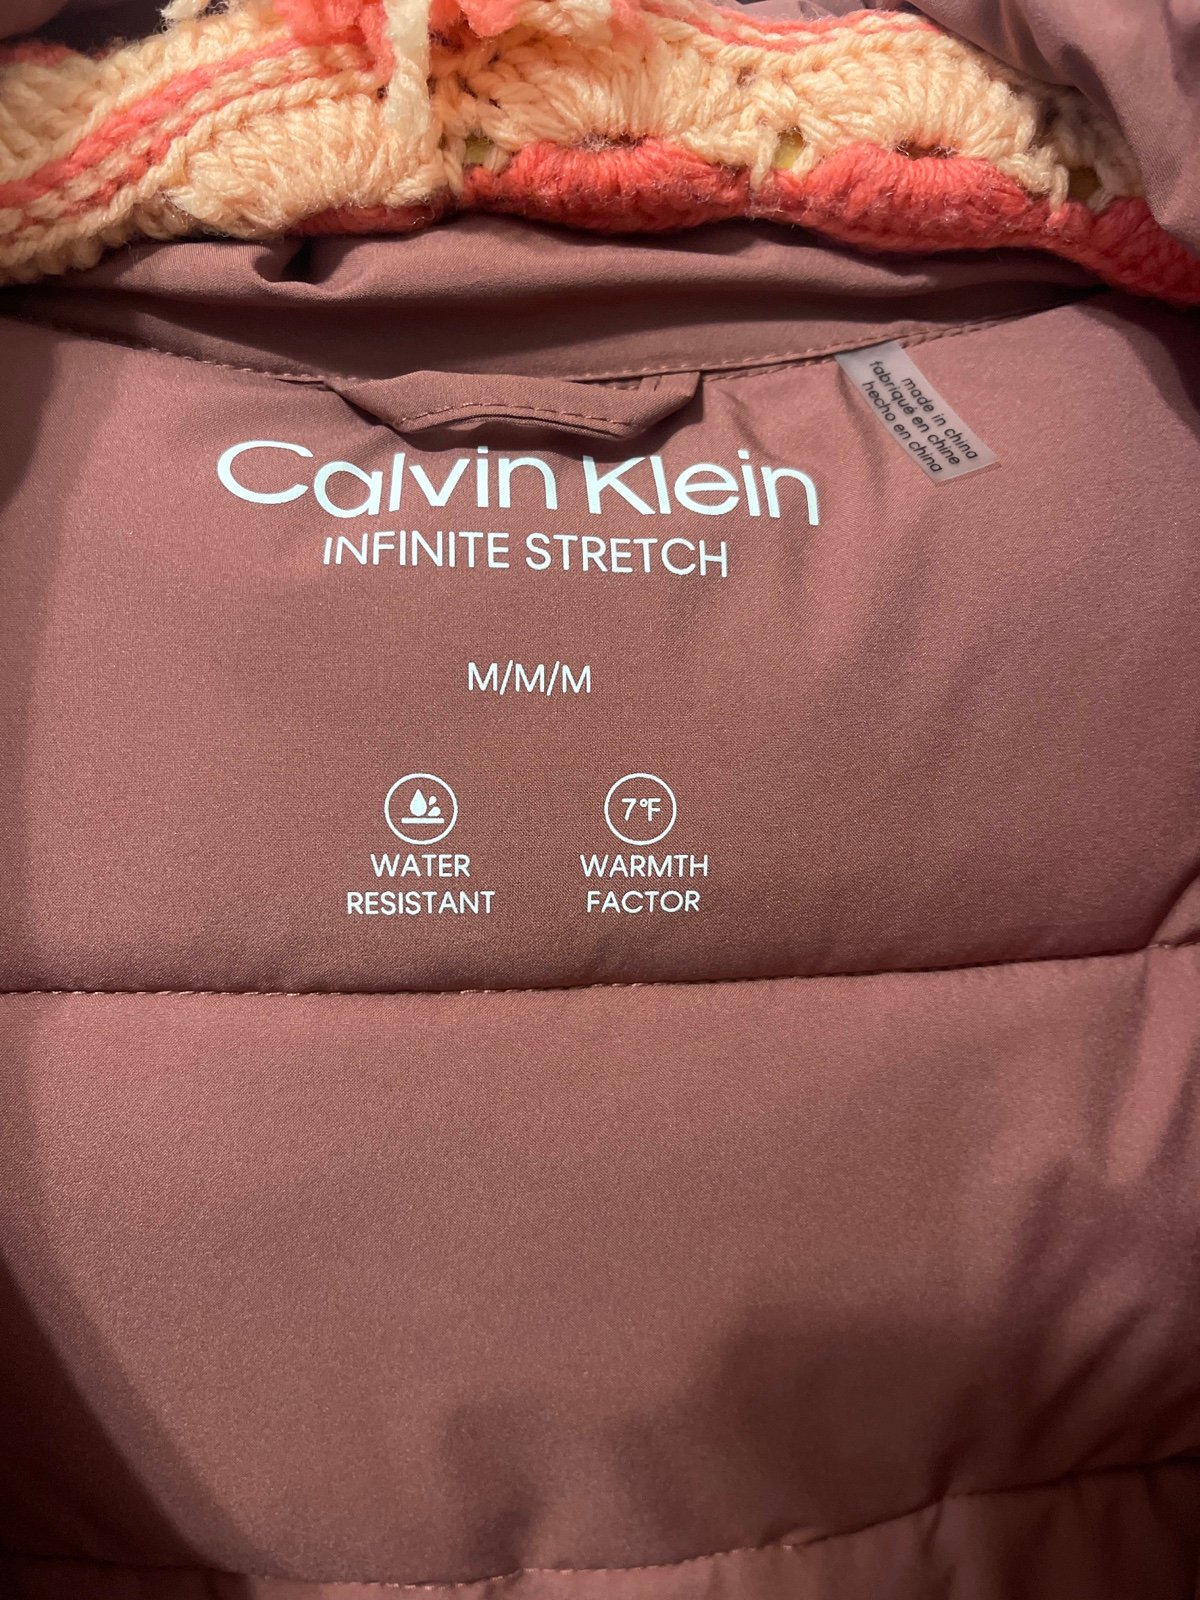 Calvin Klein
INFINITE STRETCH
made in china
fabriqué en chine
hecho en china
M/M/M
7°F
WATER
RESISTANT
WARMTH
FACTOR